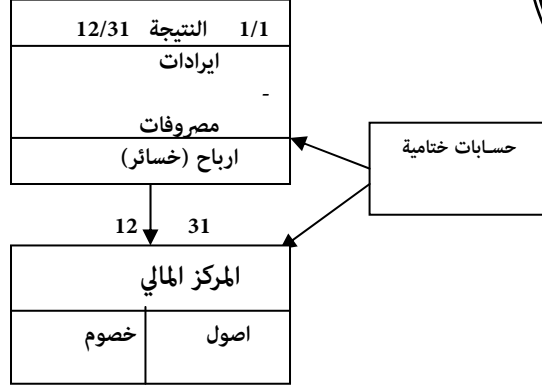 1/1 النتيجة 12/31
ايرادات
-
مصروفات
ارباح (خسائر)
حسابات ختامية
12 31
المركز المالي
اصول خصوم